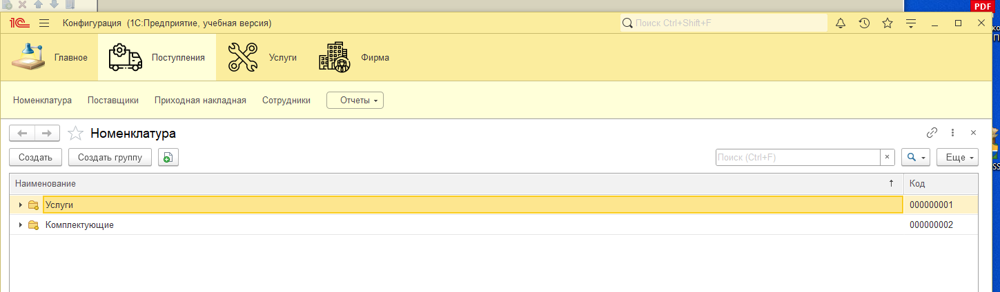 PDF
1С Конфигурация (1С:Предприятие, учебная версия) Поиск Ctrl+Shift+F
Главное Поступления Услуги Фирма
Номенклатура Поставщики Приходная накладная Сотрудники Отчеты
Номенклатура
Создать Создать группу Поиск (Ctrl+F) × Еще
Наименование ↑ Код
Услуги 000000001
Комплектующие 000000002